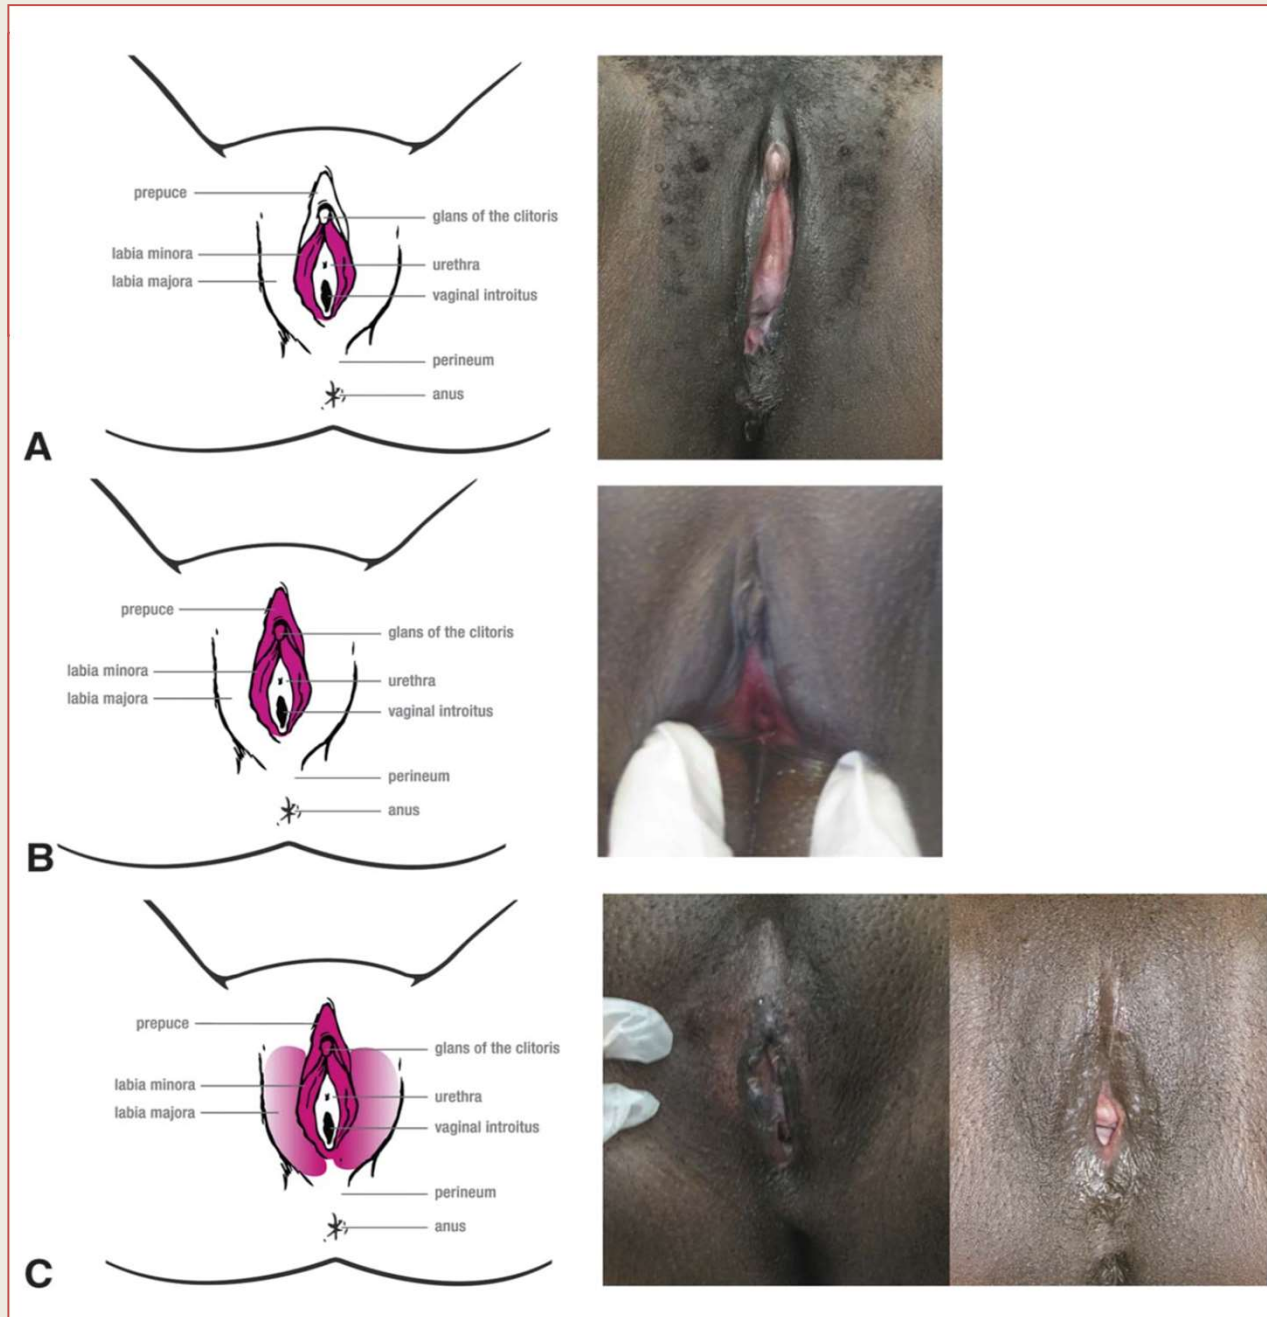 prepuce
glans of the clitoris
labia minora
urethra
labia majora
vaginal introitus
perineum
anus
A
prepuce
glans of the clitoris
labia minora
urethra
labia majora
vaginal introitus
perineum
anus
B
prepuce
glans of the clitoris
labia minora
urethra
labia majora
vaginal introitus
perineum
anus
C